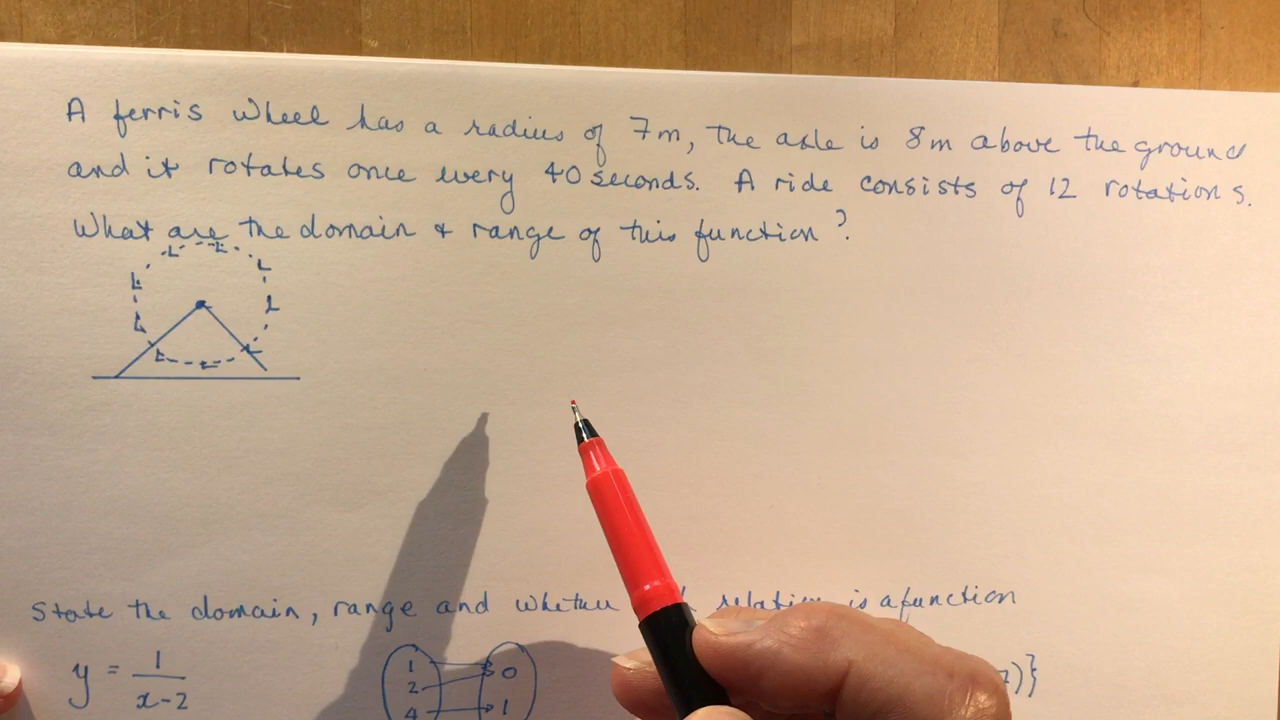 A ferris wheel has a radius of 7m, the axle is 8m above the ground
and it rotates once every 40 seconds. A ride consists of 12 rotations.
What are the domain & range of this function?
State the domain, range and whether relation is a function
y = 1/(x-2)
1 0
2
4 1
)}